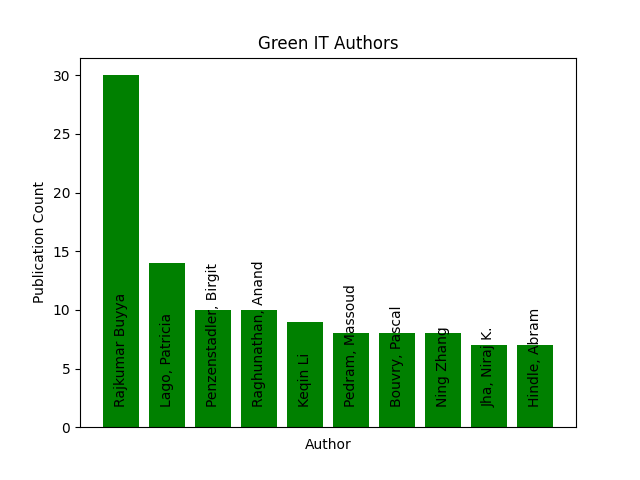 Green IT Authors
Publication Count
30
25
20
15
10
5
0
Rajkumar Buyya
Lago, Patricia
Penzenstadler, Birgit
Raghunathan, Anand
Keqin Li
Pedram, Massoud
Bouvry, Pascal
Ning Zhang
Jha, Niraj K.
Hindle, Abram
Author